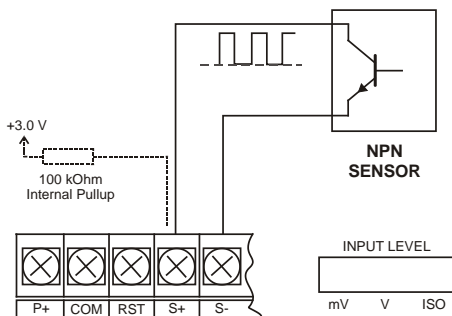 +3.0 V
100 kOhm
Internal Pullup
NPN
SENSOR
INPUT LEVEL
mV V ISO
P+ COM RST S+ S-